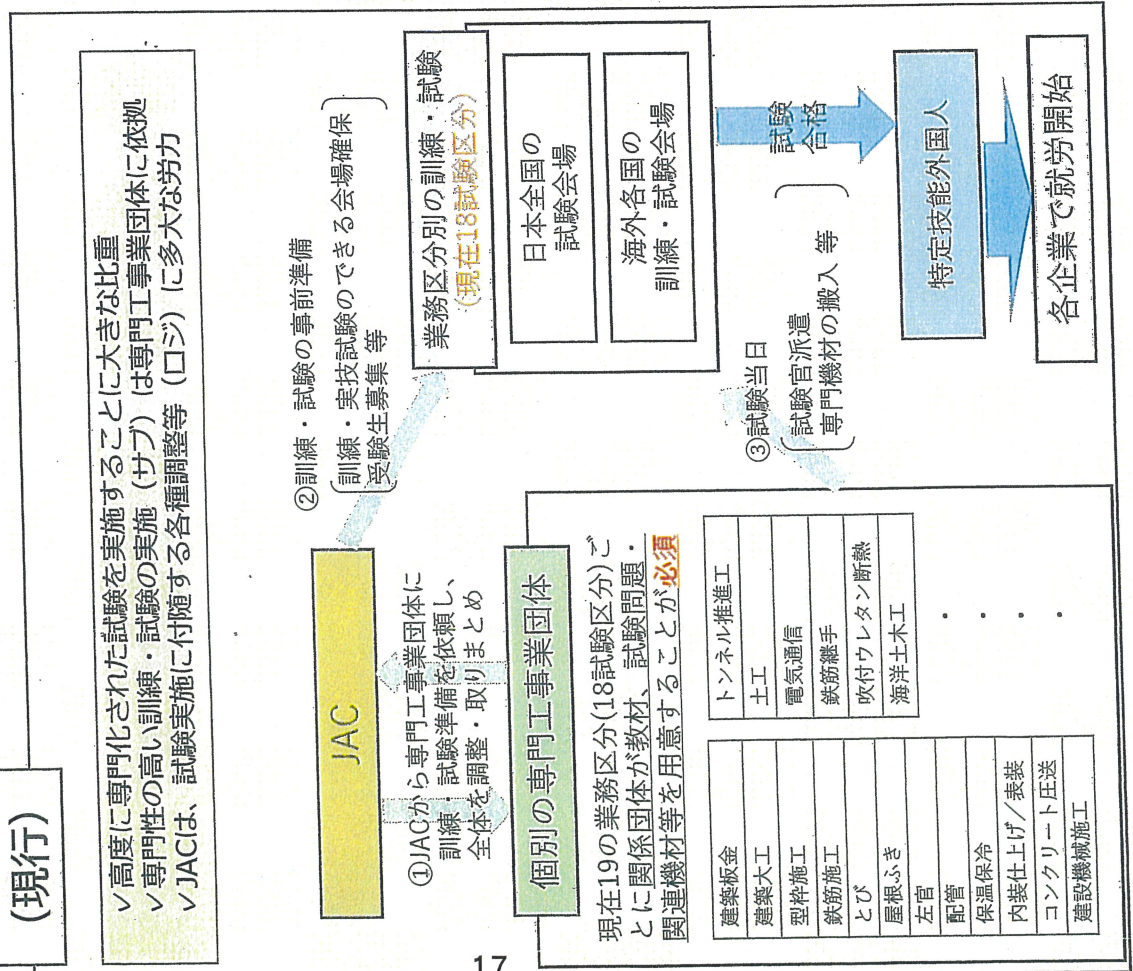 (現行)
✓高度に専門化された試験を実施することに大きな比重
✓専門性の高い訓練・試験の実施（サブ）は専門工事業団体に依拠
✓JACは、試験実施に付随する各種調整等（ロジ）に多大な労力
JAC
①JACから専門工事業団体に
訓練・試験準備を依頼し、
全体を調整・取りまとめ
個別の専門工事業団体
現在19の業務区分(18試験区分)ご
とに関係団体が教材、試験問題・
関連機材等を用意することが必須
建築板金
建築大工
型枠施工
鉄筋施工
とび
屋根ふき
左官
配管
保温保冷
内装仕上げ／表装
コンクリート圧送
建設機械施工
トンネル推進工
土工
電気通信
鉄筋継手
吹付ウレタン断熱
海洋土木工
・
・
・
・
②訓練・試験の事前準備
訓練・実技試験のできる会場確保
受験生募集 等
業務区分別の訓練・試験
(現在18試験区分)
日本全国の
試験会場
海外各国の
訓練・試験会場
③試験当日
試験官派遣
専門機材の搬入 等
試験
合格
特定技能外国人
各企業で就労開始
17